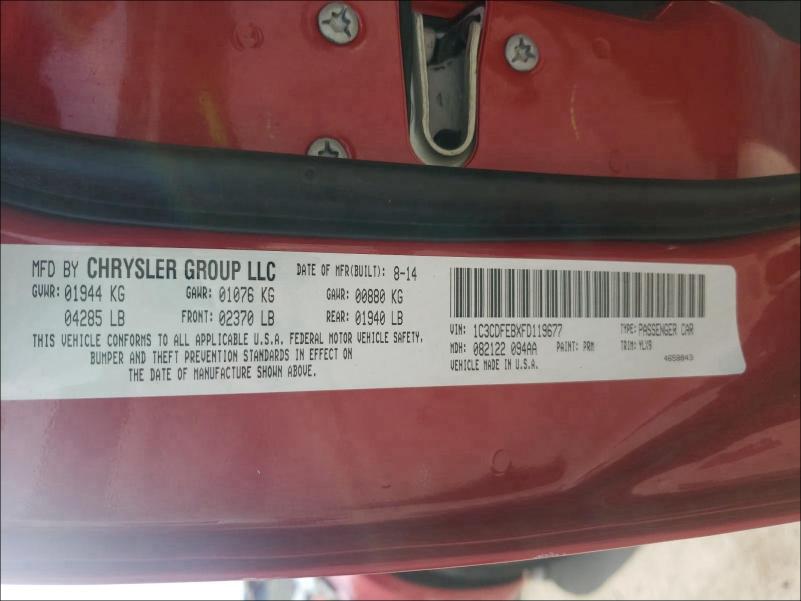 MFD BY CHRYSLER GROUP LLC DATE OF MFR(BUILT): 8-14
GVWR: 01944 KG GAWR: 01076 KG GAWR: 00880 KG
04285 LB FRONT: 02370 LB REAR: 01940 LB
THIS VEHICLE CONFORMS TO ALL APPLICABLE U.S.A. FEDERAL MOTOR VEHICLE SAFETY,
BUMPER AND THEFT PREVENTION STANDARDS IN EFFECT ON
THE DATE OF MANUFACTURE SHOWN ABOVE.
VIN: 1C3CDFEBXFD119677 TYPE: PASSENGER CAR
MDH: 082122 094AA PAINT: PRM TRIM: YLX9
VEHICLE MADE IN U.S.A. 4658843